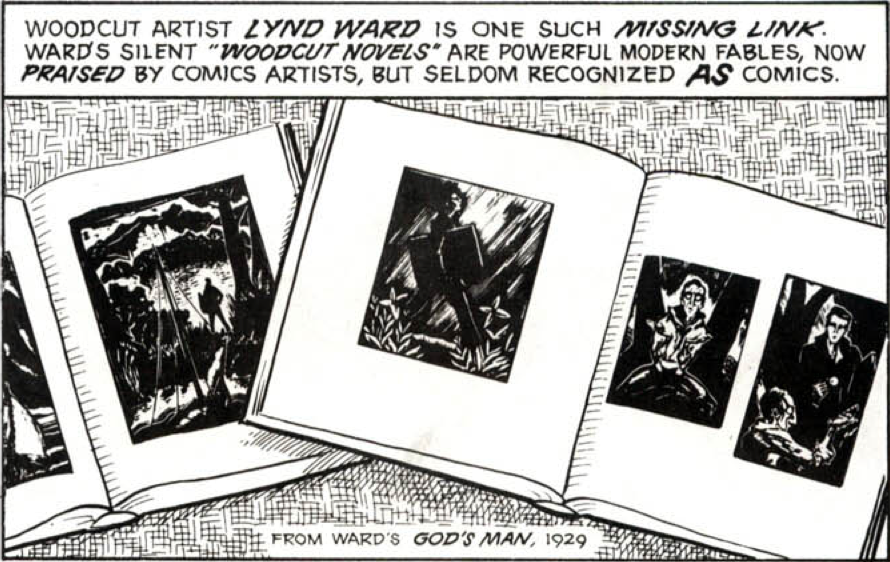 WOODCUT ARTIST LYND WARD IS ONE SUCH MISSING LINK.
WARD'S SILENT "WOODCUT NOVELS" ARE POWERFUL MODERN FABLES, NOW
PRAISED BY COMICS ARTISTS, BUT SELDOM RECOGNIZED AS COMICS.
FROM WARD'S GOD'S MAN, 1929